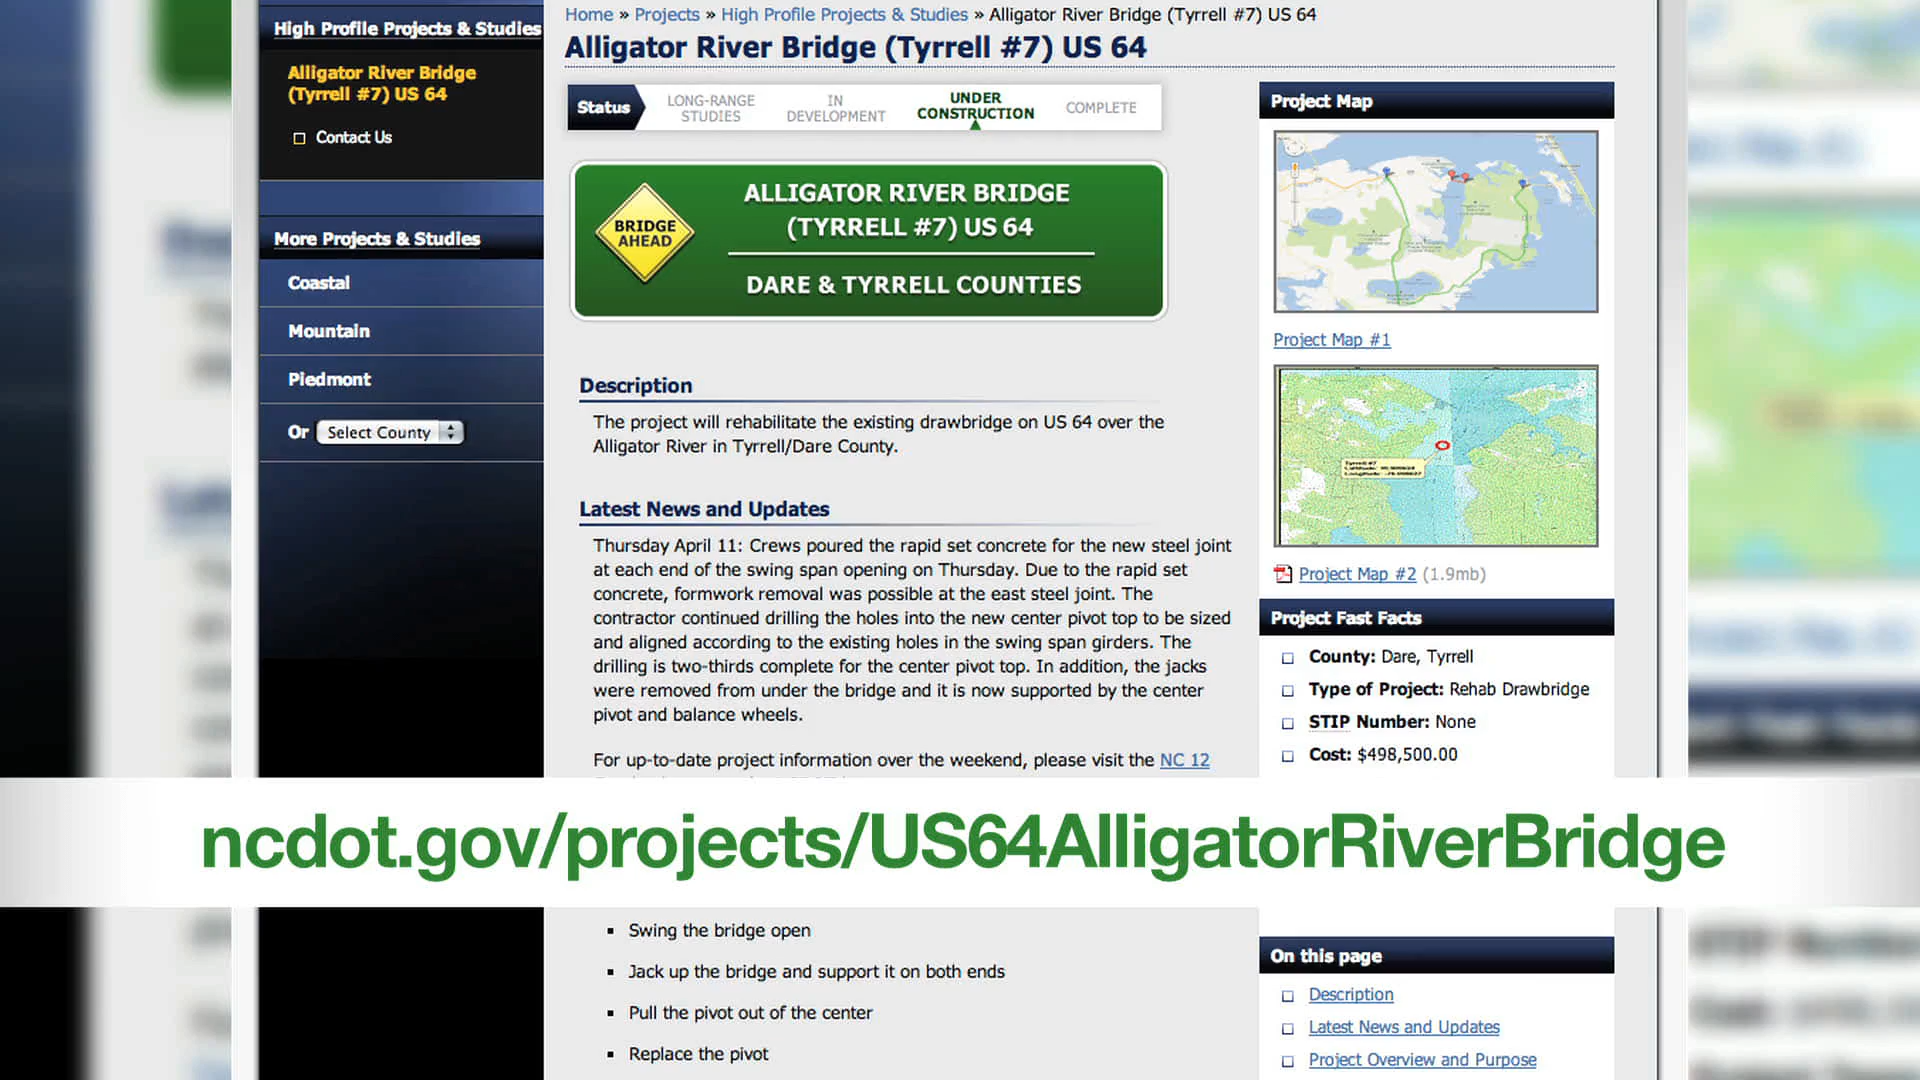 High Profile Projects & Studies
Alligator River Bridge
(Tyrrell #7) US 64
Contact Us
More Projects & Studies
Coastal
Mountain
Piedmont
Or Select County
Home » Projects » High Profile Projects & Studies » Alligator River Bridge (Tyrrell #7) US 64
Alligator River Bridge (Tyrrell #7) US 64
Status
LONG-RANGE
STUDIES
IN
DEVELOPMENT
UNDER
CONSTRUCTION
COMPLETE
BRIDGE
AHEAD
ALLIGATOR RIVER BRIDGE
(TYRRELL #7) US 64
DARE & TYRRELL COUNTIES
Description
The project will rehabilitate the existing drawbridge on US 64 over the
Alligator River in Tyrrell/Dare County.
Latest News and Updates
Thursday April 11: Crews poured the rapid set concrete for the new steel joint
at each end of the swing span opening on Thursday. Due to the rapid set
concrete, formwork removal was possible at the east steel joint. The
contractor continued drilling the holes into the new center pivot top to be sized
and aligned according to the existing holes in the swing span girders. The
drilling is two-thirds complete for the center pivot top. In addition, the jacks
were removed from under the bridge and it is now supported by the center
pivot and balance wheels.
For up-to-date project information over the weekend, please visit the NC 12
ncdot.gov/projects/US64AlligatorRiverBridge
Swing the bridge open
Jack up the bridge and support it on both ends
Pull the pivot out of the center
Replace the pivot
Project Map
Project Map #1
Project Map #2 (1.9mb)
Project Fast Facts
County: Dare, Tyrrell
Type of Project: Rehab Drawbridge
STIP Number: None
Cost: $498,500.00
On this page
Description
Latest News and Updates
Project Overview and Purpose